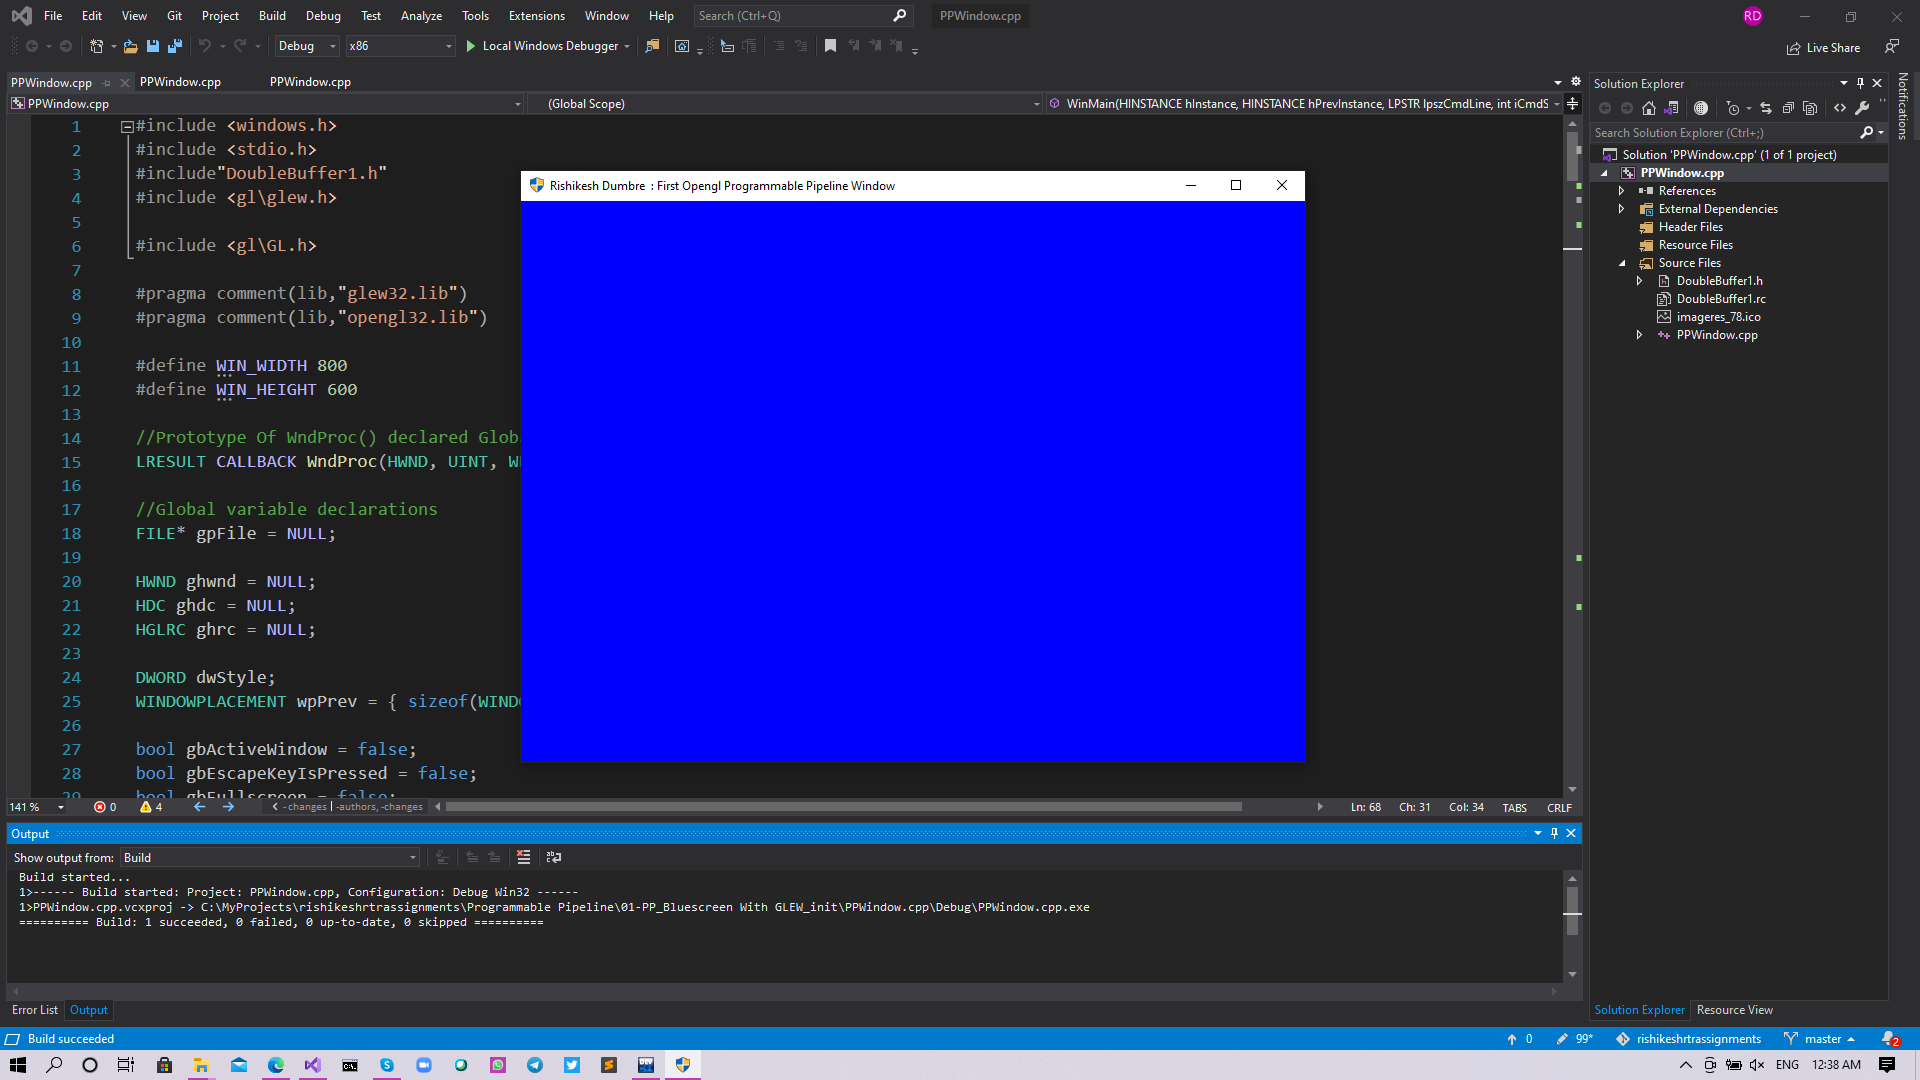 File Edit View Git Project Build Debug Test Analyze Tools Extensions Window Help Search (Ctrl+Q) PPWindow.cpp RD
Debug x86 Local Windows Debugger Live Share
PPWindow.cpp PPWindow.cpp PPWindow.cpp
PPWindow.cpp (Global Scope) WinMain(HINSTANCE hInstance, HINSTANCE hPrevInstance, LPSTR lpszCmdLine, int iCmdS
1 #include <windows.h>
2 #include <stdio.h>
3 #include"DoubleBuffer1.h"
4 #include <gl\glew.h>
5
6 #include <gl\GL.h>
7
8 #pragma comment(lib,"glew32.lib")
9 #pragma comment(lib,"opengl32.lib")
10
11 #define WIN_WIDTH 800
12 #define WIN_HEIGHT 600
13
14 //Prototype Of WndProc() declared Glob
15 LRESULT CALLBACK WndProc(HWND, UINT, W
16
17 //Global variable declarations
18 FILE* gpFile = NULL;
19
20 HWND ghwnd = NULL;
21 HDC ghdc = NULL;
22 HGLRC ghrc = NULL;
23
24 DWORD dwStyle;
25 WINDOWPLACEMENT wpPrev = { sizeof(WIND
26
27 bool gbActiveWindow = false;
28 bool gbEscapeKeyIsPressed = false;
29 bool gbFullscreen = false;
Rishikesh Dumbre : First Opengl Programmable Pipeline Window
141 % 0 4 -changes | -authors, -changes Ln: 68 Ch: 31 Col: 34 TABS CRLF
Output
Show output from: Build
Build started...
1>------ Build started: Project: PPWindow.cpp, Configuration: Debug Win32 ------
1>PPWindow.cpp.vcxproj -> C:\MyProjects\rishikeshrtrassignments\Programmable Pipeline\01-PP_Bluescreen With GLEW_init\PPWindow.cpp\Debug\PPWindow.cpp.exe
========== Build: 1 succeeded, 0 failed, 0 up-to-date, 0 skipped ==========
Error List Output
Solution Explorer
Search Solution Explorer (Ctrl+;)
Solution 'PPWindow.cpp' (1 of 1 project)
PPWindow.cpp
References
External Dependencies
Header Files
Resource Files
Source Files
DoubleBuffer1.h
DoubleBuffer1.rc
imageres_78.ico
PPWindow.cpp
Solution Explorer Resource View
Notifications
Build succeeded 0 99* rishikeshrtrassignments master 2
ENG 12:38 AM